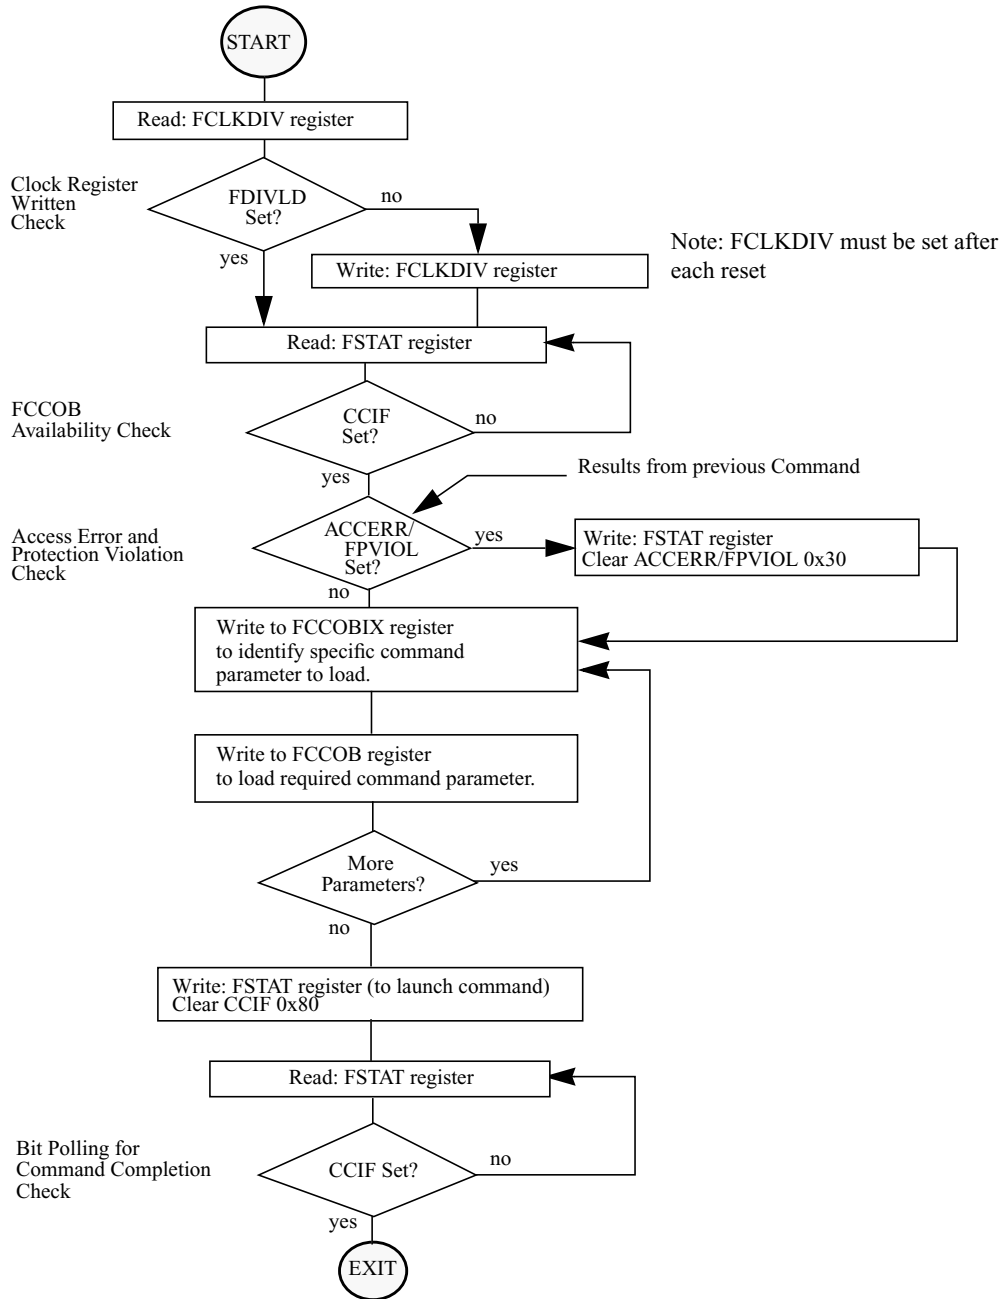 START
Read: FCLKDIV register
Clock Register
Written
Check
FDIVLD
Set?
no
yes
Write: FCLKDIV register
Note: FCLKDIV must be set after
each reset
Read: FSTAT register
FCCOB
Availability Check
CCIF
Set?
no
yes
Results from previous Command
Access Error and
Protection Violation
Check
ACCERR/
FPVIOL
Set?
yes
no
Write: FSTAT register
Clear ACCERR/FPVIOL 0x30
Write to FCCOBIX register
to identify specific command
parameter to load.
Write to FCCOB register
to load required command parameter.
More
Parameters?
yes
no
Write: FSTAT register (to launch command)
Clear CCIF 0x80
Read: FSTAT register
Bit Polling for
Command Completion
Check
CCIF Set?
no
yes
EXIT